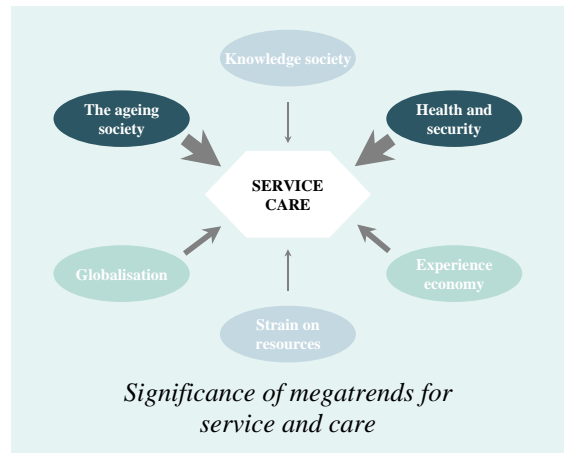 Knowledge society
The ageing
society
Health and
security
SERVICE
CARE
Globalisation
Experience
economy
Strain on
resources
Significance of megatrends for
service and care